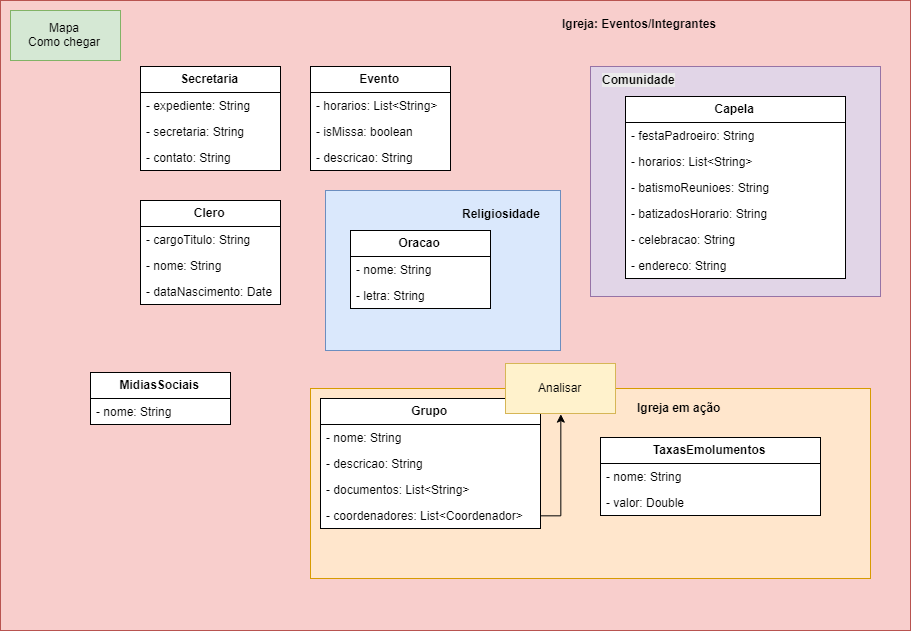 Mapa
Como chegar
Igreja: Eventos/Integrantes
Secretaria
- expediente: String
- secretaria: String
- contato: String
Evento
- horarios: List<String>
- isMissa: boolean
- descricao: String
Comunidade
Capela
- festaPadroeiro: String
- horarios: List<String>
- batismoReunioes: String
- batizadosHorario: String
- celebracao: String
- endereco: String
Clero
- cargoTitulo: String
- nome: String
- dataNascimento: Date
Religiosidade
Oracao
- nome: String
- letra: String
MidiasSociais
- nome: String
Analisar
Igreja em ação
Grupo
- nome: String
- descricao: String
- documentos: List<String>
- coordenadores: List<Coordenador>
TaxasEmolumentos
- nome: String
- valor: Double